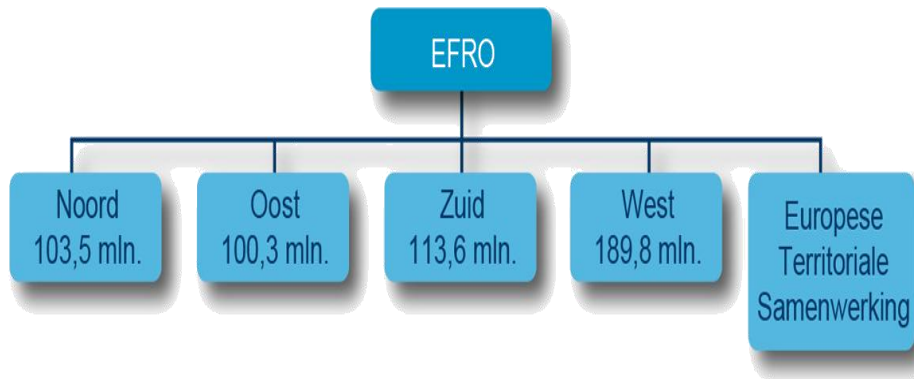 EFRO
Noord
103,5 mln.
Oost
100,3 mln.
Zuid
113,6 mln.
West
189,8 mln.
Europese
Territoriale
Samenwerking